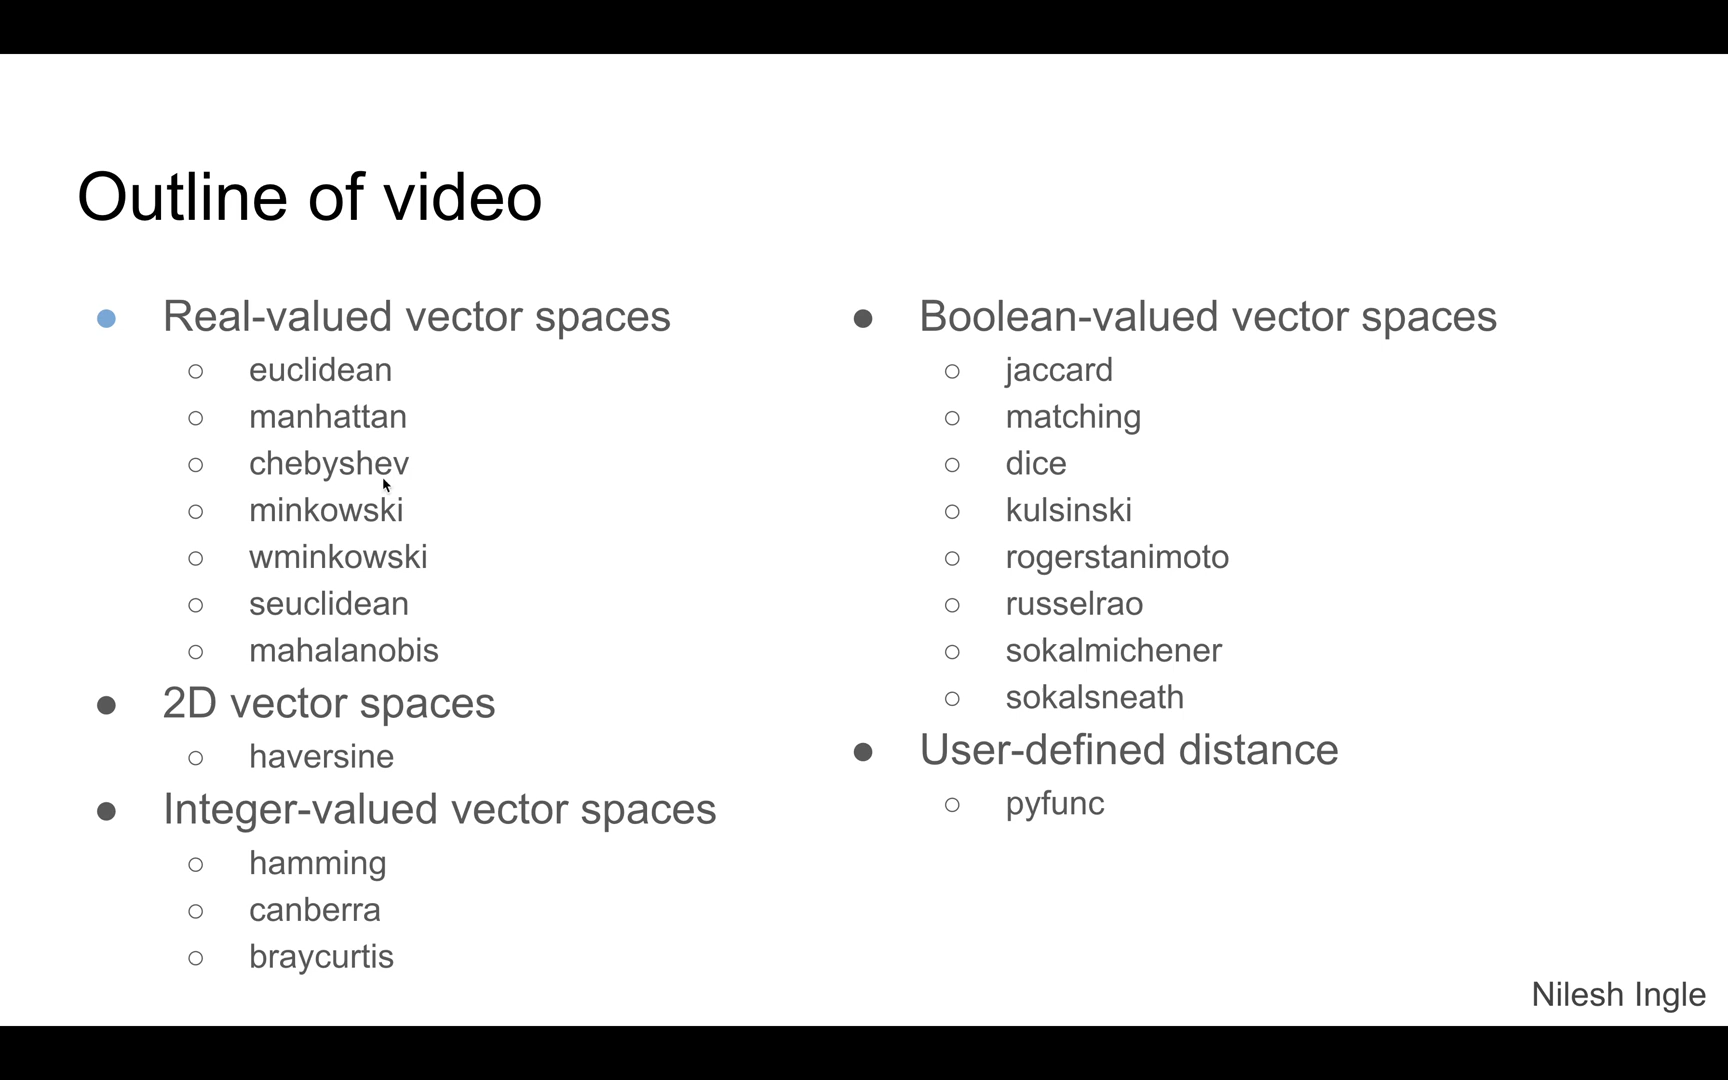 Outline of video
● Real-valued vector spaces
○ euclidean
○ manhattan
○ chebyshev
○ minkowski
○ wminkowski
○ seuclidean
○ mahalanobis
● 2D vector spaces
○ haversine
● Integer-valued vector spaces
○ hamming
○ canberra
○ braycurtis
● Boolean-valued vector spaces
○ jaccard
○ matching
○ dice
○ kulsinski
○ rogerstanimoto
○ russelrao
○ sokalmichener
○ sokalsneath
● User-defined distance
○ pyfunc
Nilesh Ingle